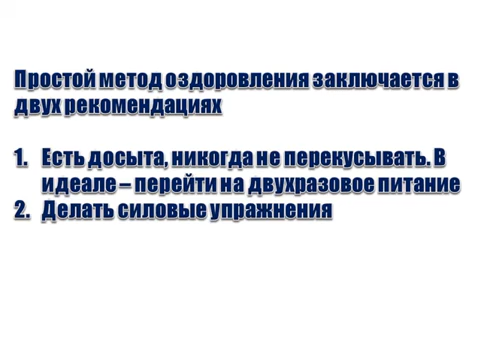 Простой метод оздоровления заключается в
двух рекомендациях
1. Есть досыта, никогда не перекусывать. В
идеале – перейти на двухразовое питание
2. Делать силовые упражнения